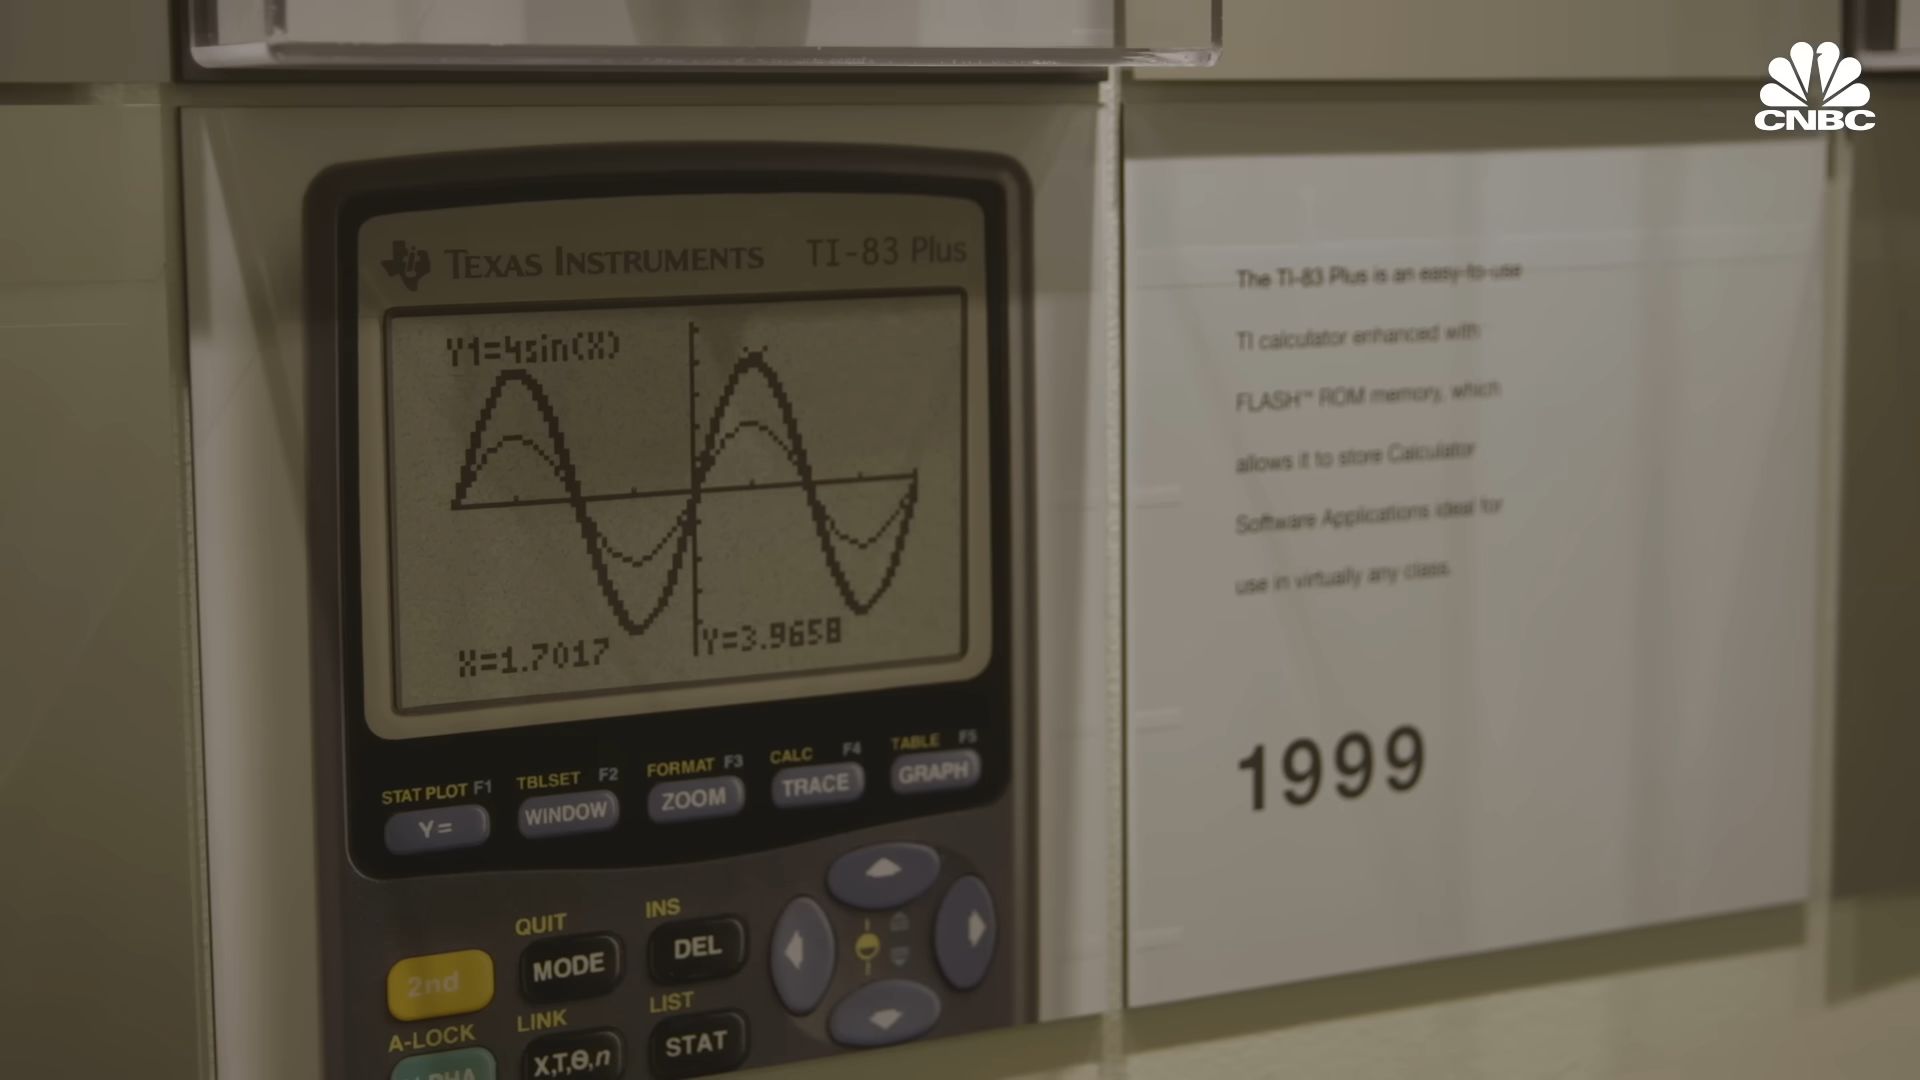 CNBC
TEXAS INSTRUMENTS TI-83 Plus
Y1=4sin(X)
X=1.7017 Y=3.9658
STAT PLOT F1 TBLSET F2 FORMAT F3 CALC F4 TABLE F5
Y= WINDOW ZOOM TRACE GRAPH
QUIT INS
2nd MODE DEL
A-LOCK LINK LIST
ALPHA X,T,Θ,n STAT
The TI-83 Plus is an easy-to-use
TI calculator enhanced with
FLASH™ ROM memory, which
allows it to store Calculator
Software Applications ideal for
use in virtually any class.
1999